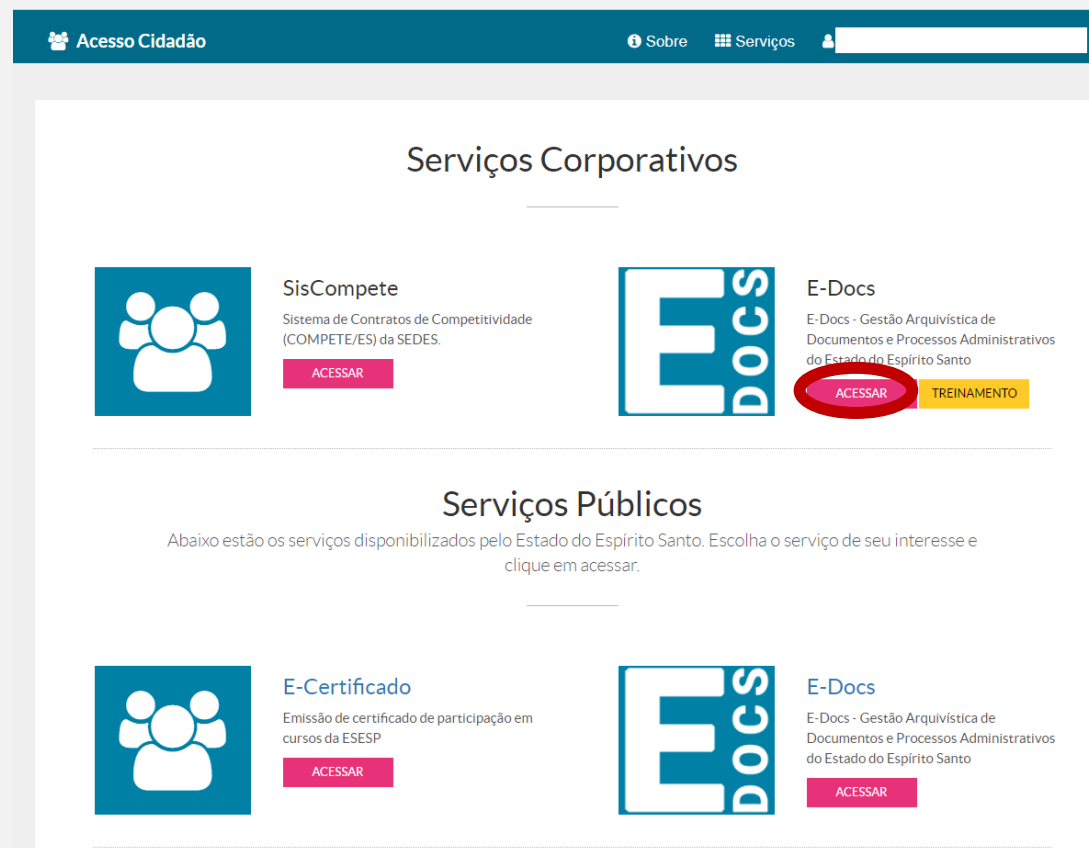 Acesso Cidadão
Sobre
Serviços
Serviços Corporativos
SisCompete
Sistema de Contratos de Competitividade
(COMPETE/ES) da SEDES.
ACESSAR
E DOCS
E-Docs
E-Docs - Gestão Arquivística de
Documentos e Processos Administrativos
do Estado do Espírito Santo
ACESSAR
TREINAMENTO
Serviços Públicos
Abaixo estão os serviços disponibilizados pelo Estado do Espírito Santo. Escolha o serviço de seu interesse e
clique em acessar.
E-Certificado
Emissão de certificado de participação em
cursos da ESESP
ACESSAR
E DOCS
E-Docs
E-Docs - Gestão Arquivística de
Documentos e Processos Administrativos
do Estado do Espírito Santo
ACESSAR